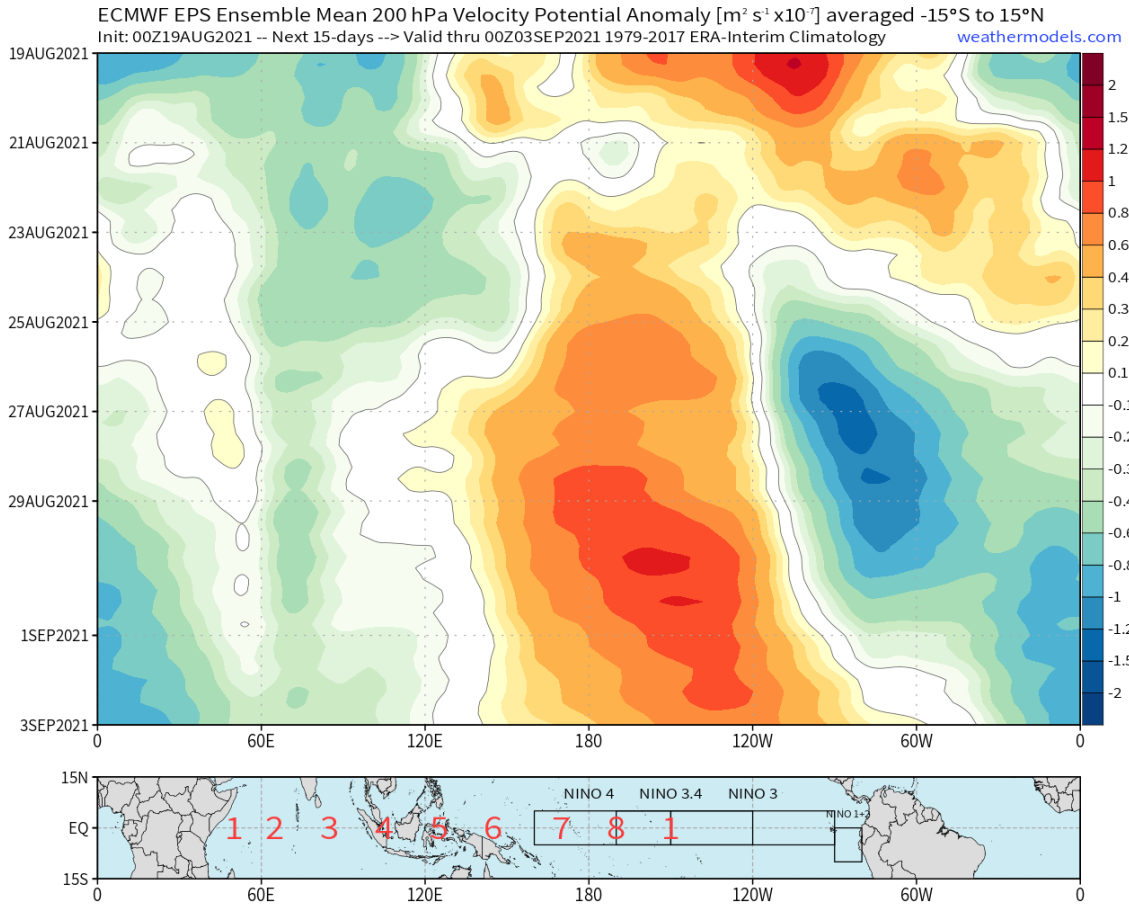 ECMWF EPS Ensemble Mean 200 hPa Velocity Potential Anomaly [m² s⁻¹ x10⁻⁷] averaged -15°S to 15°N
Init: 00Z19AUG2021 -- Next 15-days --> Valid thru 00Z03SEP2021 1979-2017 ERA-Interim Climatology
weathermodels.com
19AUG2021
21AUG2021
23AUG2021
25AUG2021
27AUG2021
29AUG2021
1SEP2021
3SEP2021
0 60E 120E 180 120W 60W 0
2
1.5
1.2
1
0.8
0.6
0.4
0.3
0.2
0.1
-0.1
-0.2
-0.3
-0.4
-0.6
-0.8
-1
-1.2
-1.5
-2
15N
EQ
15S
NINO 4 NINO 3.4 NINO 3
NINO 1+2
1 2 3 4 5 6 7 8 1
0 60E 120E 180 120W 60W 0